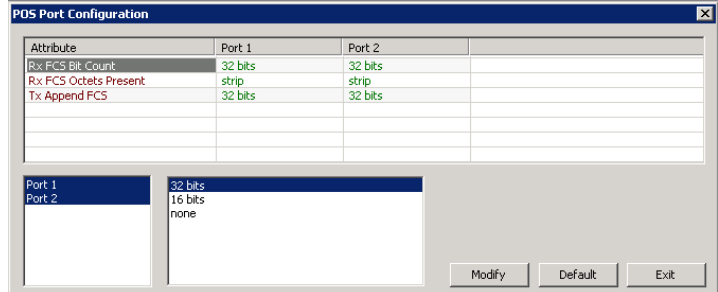 POS Port Configuration
Attribute Port 1 Port 2
Rx FCS Bit Count 32 bits 32 bits
Rx FCS Octets Present strip strip
Tx Append FCS 32 bits 32 bits
Port 1
Port 2
32 bits
16 bits
none
Modify Default Exit